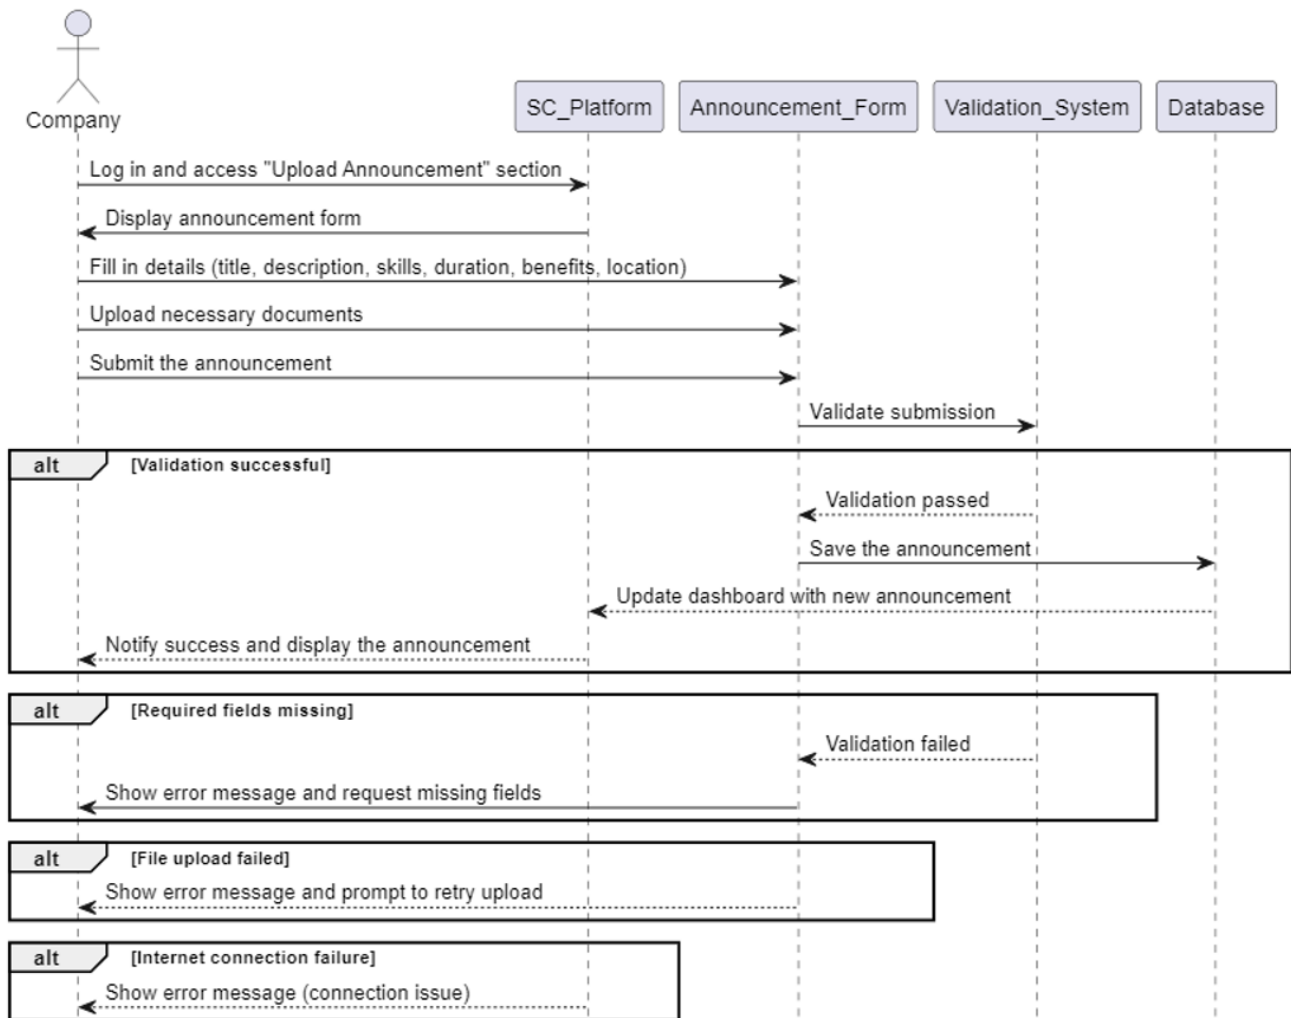 Company
SC_Platform
Announcement_Form
Validation_System
Database
Log in and access "Upload Announcement" section
Display announcement form
Fill in details (title, description, skills, duration, benefits, location)
Upload necessary documents
Submit the announcement
Validate submission
alt [Validation successful]
Validation passed
Save the announcement
Update dashboard with new announcement
Notify success and display the announcement
alt [Required fields missing]
Validation failed
Show error message and request missing fields
alt [File upload failed]
Show error message and prompt to retry upload
alt [Internet connection failure]
Show error message (connection issue)